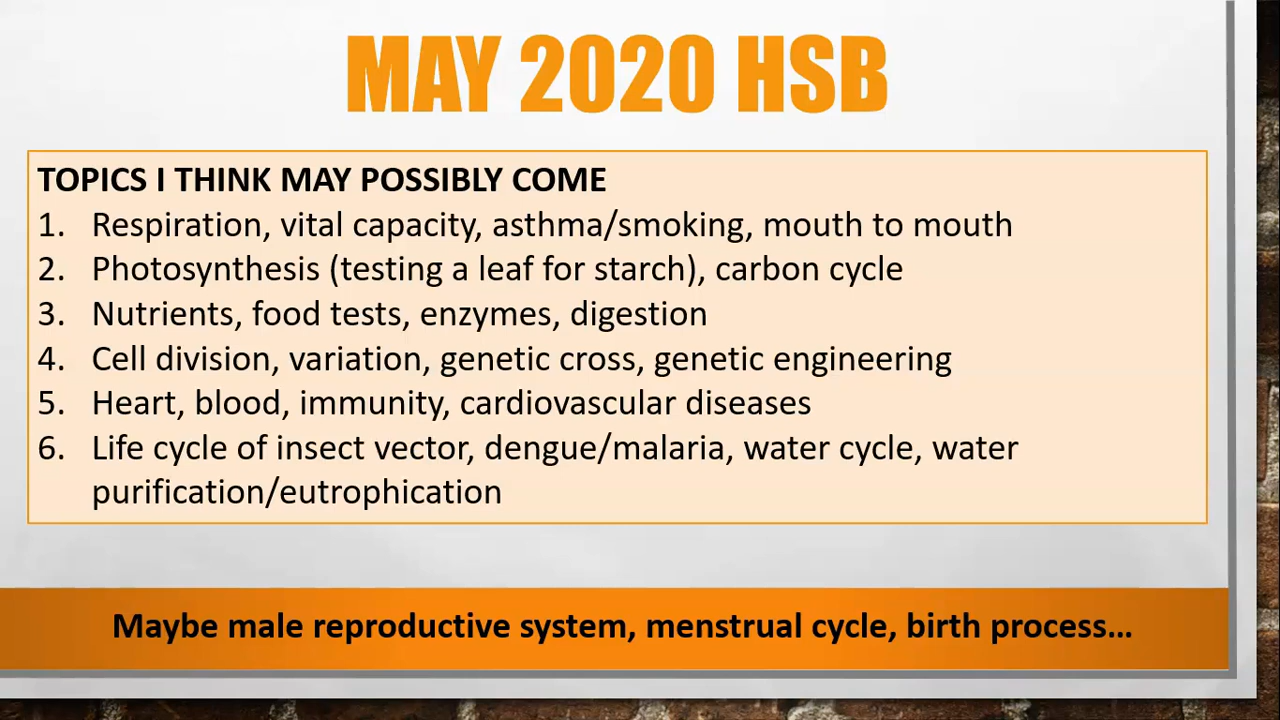 MAY 2020 HSB
TOPICS I THINK MAY POSSIBLY COME
1. Respiration, vital capacity, asthma/smoking, mouth to mouth
2. Photosynthesis (testing a leaf for starch), carbon cycle
3. Nutrients, food tests, enzymes, digestion
4. Cell division, variation, genetic cross, genetic engineering
5. Heart, blood, immunity, cardiovascular diseases
6. Life cycle of insect vector, dengue/malaria, water cycle, water
purification/eutrophication
Maybe male reproductive system, menstrual cycle, birth process...